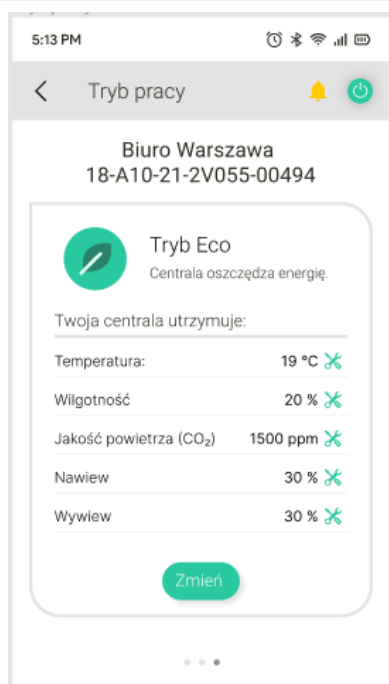 5:13 PM
Tryb pracy
Biuro Warszawa
18-A10-21-2V055-00494
Tryb Eco
Centrala oszczędza energię.
Twoja centrala utrzymuje:
Temperatura: 19 °C
Wilgotność 20 %
Jakość powietrza (CO₂) 1500 ppm
Nawiew 30 %
Wywiew 30 %
Zmień